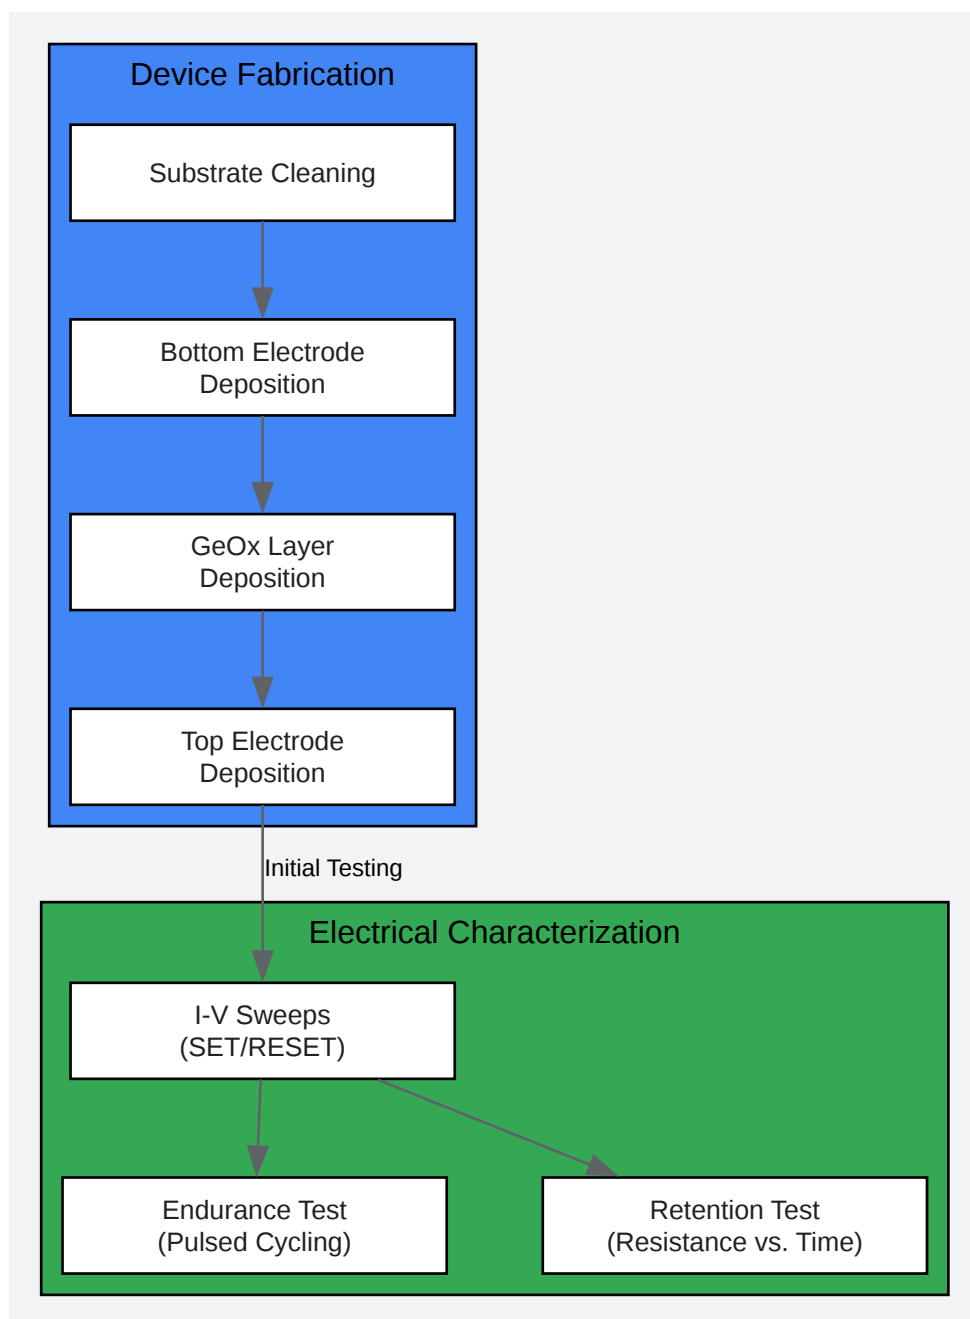 Device Fabrication
Substrate Cleaning
Bottom Electrode
Deposition
GeOx Layer
Deposition
Top Electrode
Deposition
Initial Testing
Electrical Characterization
I-V Sweeps
(SET/RESET)
Endurance Test
(Pulsed Cycling)
Retention Test
(Resistance vs. Time)